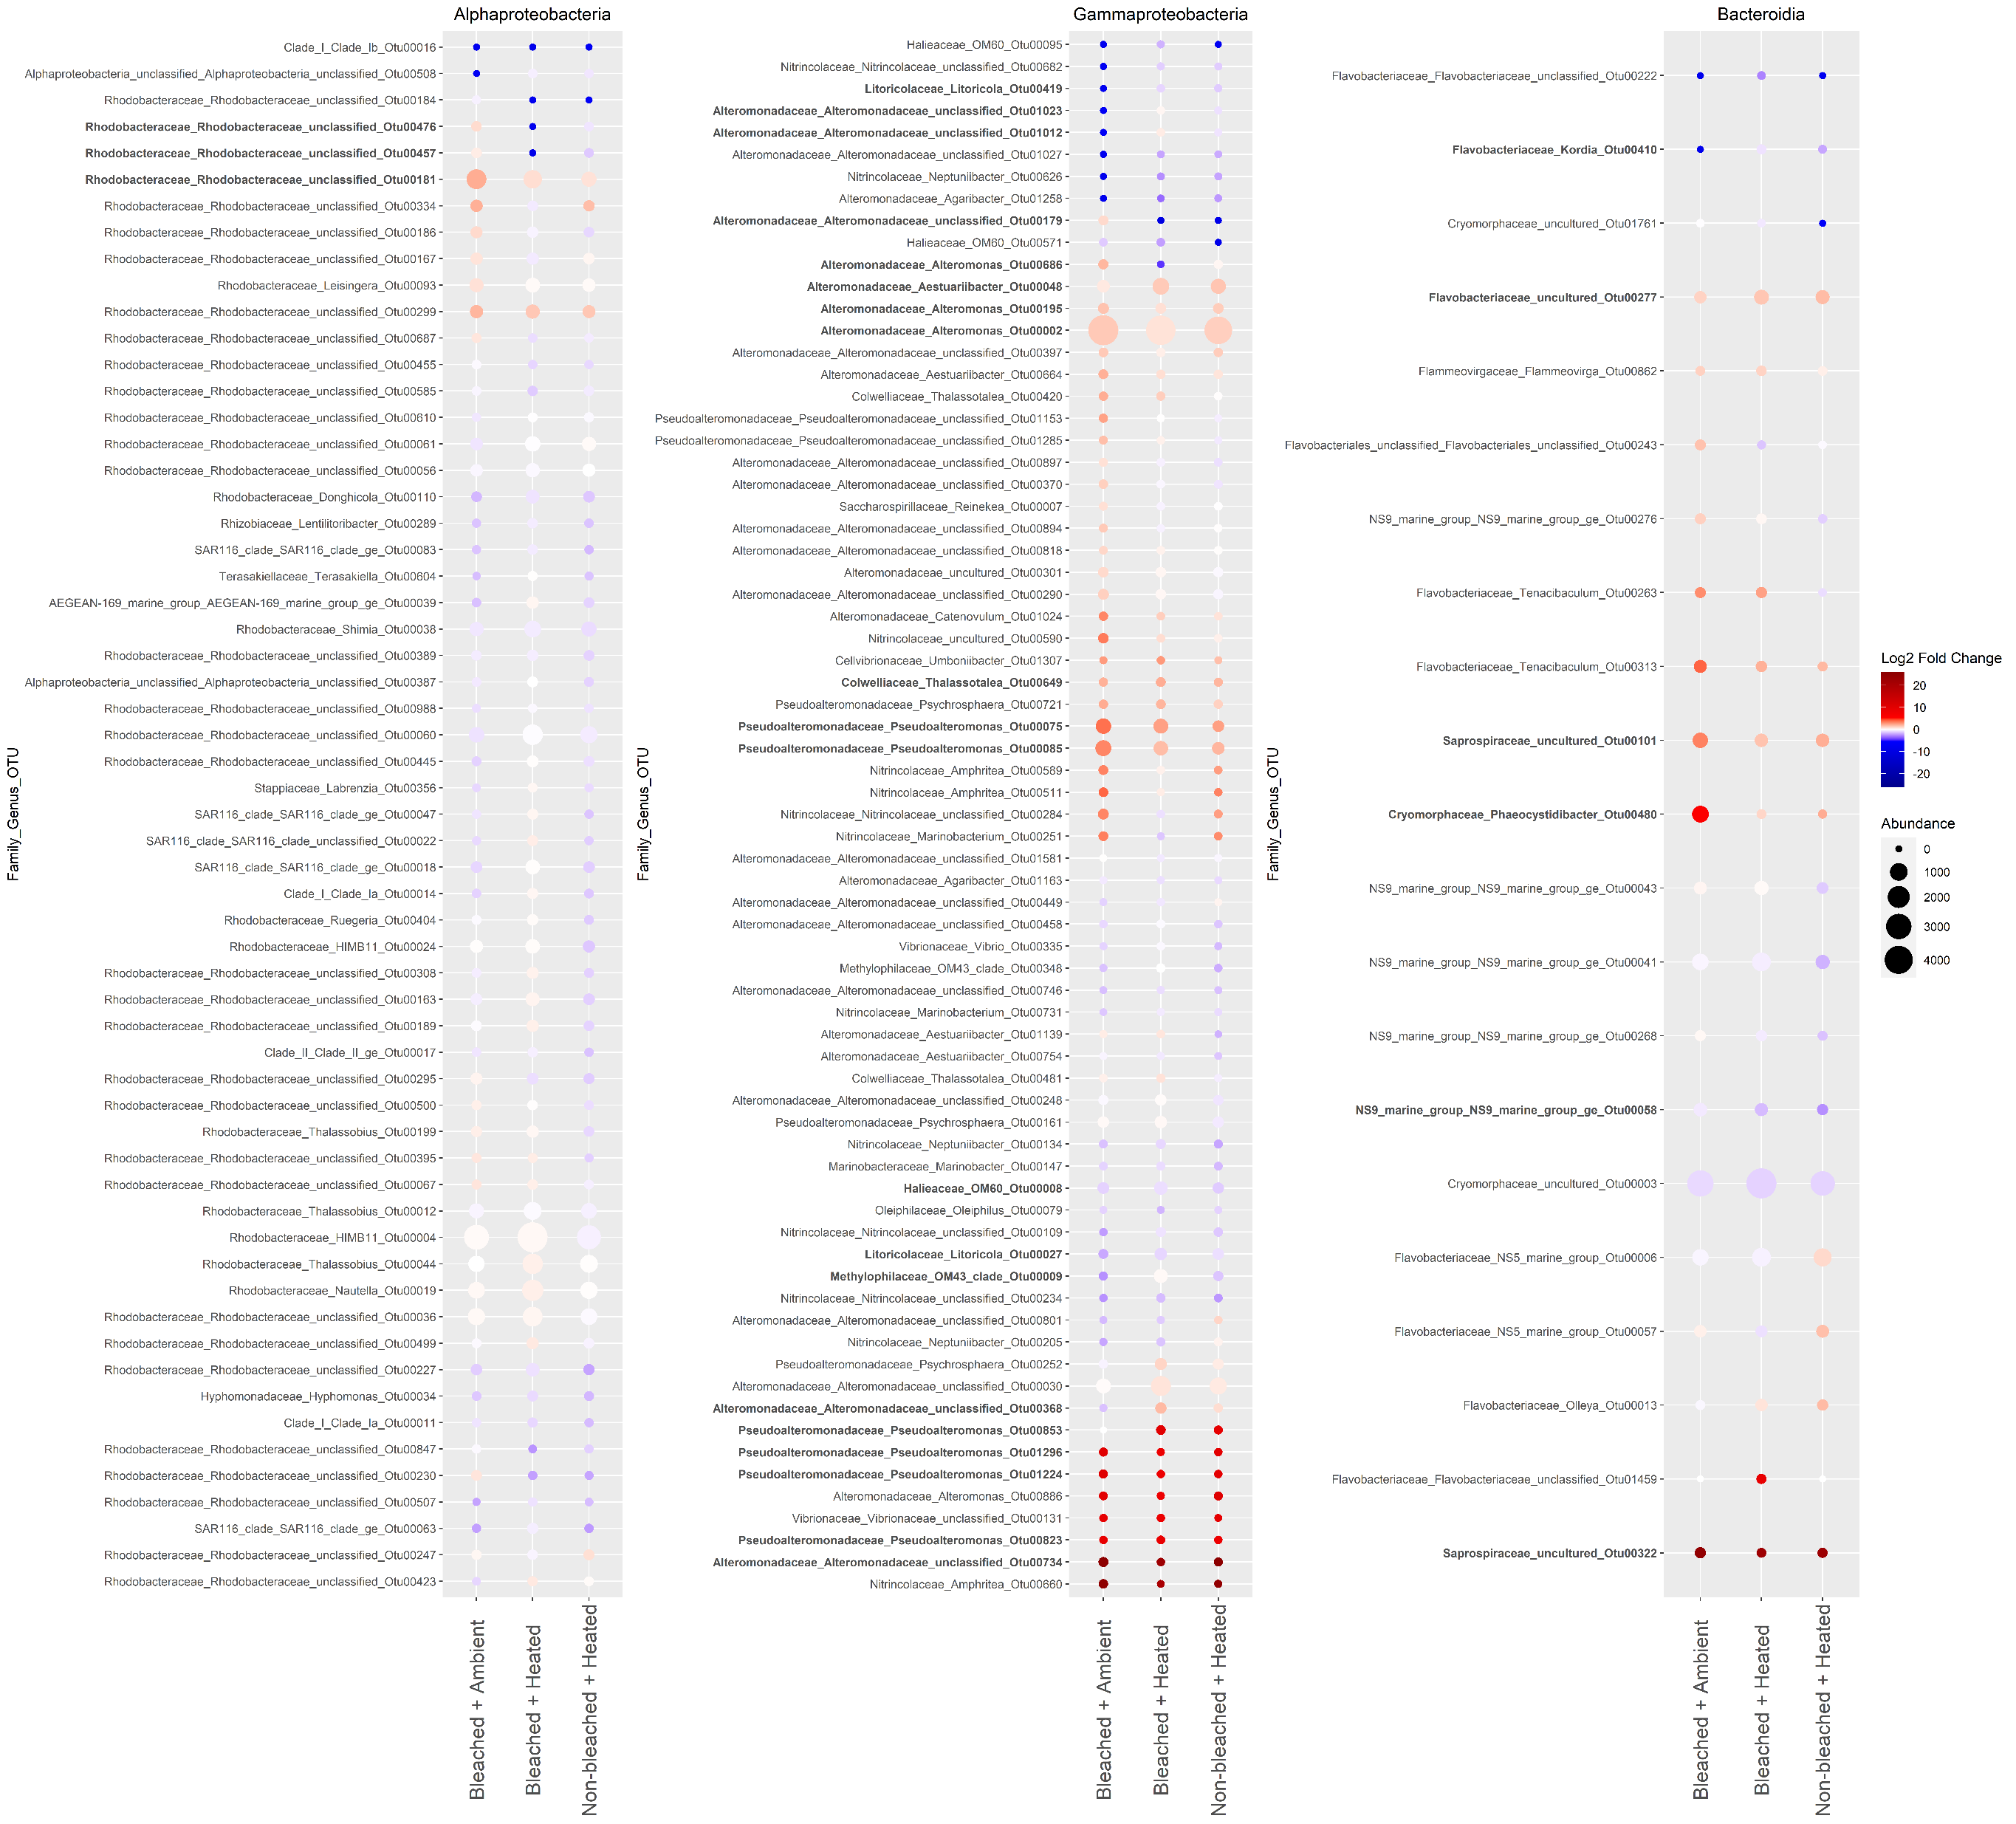 Alphaproteobacteria
Family_Genus_OTU
Clade_I_Clade_Ib_Otu00016
Alphaproteobacteria_unclassified_Alphaproteobacteria_unclassified_Otu00508
Rhodobacteraceae_Rhodobacteraceae_unclassified_Otu00184
Rhodobacteraceae_Rhodobacteraceae_unclassified_Otu00476
Rhodobacteraceae_Rhodobacteraceae_unclassified_Otu00457
Rhodobacteraceae_Rhodobacteraceae_unclassified_Otu00181
Rhodobacteraceae_Rhodobacteraceae_unclassified_Otu00334
Rhodobacteraceae_Rhodobacteraceae_unclassified_Otu00186
Rhodobacteraceae_Rhodobacteraceae_unclassified_Otu00167
Rhodobacteraceae_Leisingera_Otu00093
Rhodobacteraceae_Rhodobacteraceae_unclassified_Otu00299
Rhodobacteraceae_Rhodobacteraceae_unclassified_Otu00687
Rhodobacteraceae_Rhodobacteraceae_unclassified_Otu00455
Rhodobacteraceae_Rhodobacteraceae_unclassified_Otu00585
Rhodobacteraceae_Rhodobacteraceae_unclassified_Otu00610
Rhodobacteraceae_Rhodobacteraceae_unclassified_Otu00061
Rhodobacteraceae_Rhodobacteraceae_unclassified_Otu00056
Rhodobacteraceae_Donghicola_Otu00110
Rhizobiaceae_Lentilitoribacter_Otu00289
SAR116_clade_SAR116_clade_ge_Otu00083
Terasakiellaceae_Terasakiella_Otu00604
AEGEAN-169_marine_group_AEGEAN-169_marine_group_ge_Otu00039
Rhodobacteraceae_Shimia_Otu00038
Rhodobacteraceae_Rhodobacteraceae_unclassified_Otu00389
Alphaproteobacteria_unclassified_Alphaproteobacteria_unclassified_Otu00387
Rhodobacteraceae_Rhodobacteraceae_unclassified_Otu00988
Rhodobacteraceae_Rhodobacteraceae_unclassified_Otu00060
Rhodobacteraceae_Rhodobacteraceae_unclassified_Otu00445
Stappiaceae_Labrenzia_Otu00356
SAR116_clade_SAR116_clade_ge_Otu00047
SAR116_clade_SAR116_clade_unclassified_Otu00022
SAR116_clade_SAR116_clade_ge_Otu00018
Clade_I_Clade_Ia_Otu00014
Rhodobacteraceae_Ruegeria_Otu00404
Rhodobacteraceae_HIMB11_Otu00024
Rhodobacteraceae_Rhodobacteraceae_unclassified_Otu00308
Rhodobacteraceae_Rhodobacteraceae_unclassified_Otu00163
Rhodobacteraceae_Rhodobacteraceae_unclassified_Otu00189
Clade_II_Clade_II_ge_Otu00017
Rhodobacteraceae_Rhodobacteraceae_unclassified_Otu00295
Rhodobacteraceae_Rhodobacteraceae_unclassified_Otu00500
Rhodobacteraceae_Thalassobius_Otu00199
Rhodobacteraceae_Rhodobacteraceae_unclassified_Otu00395
Rhodobacteraceae_Rhodobacteraceae_unclassified_Otu00067
Rhodobacteraceae_Thalassobius_Otu00012
Rhodobacteraceae_HIMB11_Otu00004
Rhodobacteraceae_Thalassobius_Otu00044
Rhodobacteraceae_Nautella_Otu00019
Rhodobacteraceae_Rhodobacteraceae_unclassified_Otu00036
Rhodobacteraceae_Rhodobacteraceae_unclassified_Otu00499
Rhodobacteraceae_Rhodobacteraceae_unclassified_Otu00227
Hyphomonadaceae_Hyphomonas_Otu00034
Clade_I_Clade_Ia_Otu00011
Rhodobacteraceae_Rhodobacteraceae_unclassified_Otu00847
Rhodobacteraceae_Rhodobacteraceae_unclassified_Otu00230
Rhodobacteraceae_Rhodobacteraceae_unclassified_Otu00507
SAR116_clade_SAR116_clade_ge_Otu00063
Rhodobacteraceae_Rhodobacteraceae_unclassified_Otu00247
Rhodobacteraceae_Rhodobacteraceae_unclassified_Otu00423
Bleached + Ambient
Bleached + Heated
Non-bleached + Heated
Gammaproteobacteria
Family_Genus_OTU
Halieaceae_OM60_Otu00095
Nitrincolaceae_Nitrincolaceae_unclassified_Otu00682
Litoricolaceae_Litoricola_Otu00419
Alteromonadaceae_Alteromonadaceae_unclassified_Otu01023
Alteromonadaceae_Alteromonadaceae_unclassified_Otu01012
Alteromonadaceae_Alteromonadaceae_unclassified_Otu01027
Nitrincolaceae_Neptuniibacter_Otu00626
Alteromonadaceae_Agaribacter_Otu01258
Alteromonadaceae_Alteromonadaceae_unclassified_Otu00179
Halieaceae_OM60_Otu00571
Alteromonadaceae_Alteromonas_Otu00686
Alteromonadaceae_Aestuariibacter_Otu00048
Alteromonadaceae_Alteromonas_Otu00195
Alteromonadaceae_Alteromonas_Otu00002
Alteromonadaceae_Alteromonadaceae_unclassified_Otu00397
Alteromonadaceae_Aestuariibacter_Otu00664
Colwelliaceae_Thalassotalea_Otu00420
Pseudoalteromonadaceae_Pseudoalteromonadaceae_unclassified_Otu01153
Pseudoalteromonadaceae_Pseudoalteromonadaceae_unclassified_Otu01285
Alteromonadaceae_Alteromonadaceae_unclassified_Otu00897
Alteromonadaceae_Alteromonadaceae_unclassified_Otu00370
Saccharospirillaceae_Reinekea_Otu00007
Alteromonadaceae_Alteromonadaceae_unclassified_Otu00894
Alteromonadaceae_Alteromonadaceae_unclassified_Otu00818
Alteromonadaceae_uncultured_Otu00301
Alteromonadaceae_Alteromonadaceae_unclassified_Otu00290
Alteromonadaceae_Catenovulum_Otu01024
Nitrincolaceae_uncultured_Otu00590
Cellvibrionaceae_Umboniibacter_Otu01307
Colwelliaceae_Thalassotalea_Otu00649
Pseudoalteromonadaceae_Psychrosphaera_Otu00721
Pseudoalteromonadaceae_Pseudoalteromonas_Otu00075
Pseudoalteromonadaceae_Pseudoalteromonas_Otu00085
Nitrincolaceae_Amphritea_Otu00589
Nitrincolaceae_Amphritea_Otu00511
Nitrincolaceae_Nitrincolaceae_unclassified_Otu00284
Nitrincolaceae_Marinobacterium_Otu00251
Alteromonadaceae_Alteromonadaceae_unclassified_Otu01581
Alteromonadaceae_Agaribacter_Otu01163
Alteromonadaceae_Alteromonadaceae_unclassified_Otu00449
Alteromonadaceae_Alteromonadaceae_unclassified_Otu00458
Vibrionaceae_Vibrio_Otu00335
Methylophilaceae_OM43_clade_Otu00348
Alteromonadaceae_Alteromonadaceae_unclassified_Otu00746
Nitrincolaceae_Marinobacterium_Otu00731
Alteromonadaceae_Aestuariibacter_Otu01139
Alteromonadaceae_Aestuariibacter_Otu00754
Colwelliaceae_Thalassotalea_Otu00481
Alteromonadaceae_Alteromonadaceae_unclassified_Otu00248
Pseudoalteromonadaceae_Psychrosphaera_Otu00161
Nitrincolaceae_Neptuniibacter_Otu00134
Marinobacteraceae_Marinobacter_Otu00147
Halieaceae_OM60_Otu00008
Oleiphilaceae_Oleiphilus_Otu00079
Nitrincolaceae_Nitrincolaceae_unclassified_Otu00109
Litoricolaceae_Litoricola_Otu00027
Methylophilaceae_OM43_clade_Otu00009
Nitrincolaceae_Nitrincolaceae_unclassified_Otu00234
Alteromonadaceae_Alteromonadaceae_unclassified_Otu00801
Nitrincolaceae_Neptuniibacter_Otu00205
Pseudoalteromonadaceae_Psychrosphaera_Otu00252
Alteromonadaceae_Alteromonadaceae_unclassified_Otu00030
Alteromonadaceae_Alteromonadaceae_unclassified_Otu00368
Pseudoalteromonadaceae_Pseudoalteromonas_Otu00853
Pseudoalteromonadaceae_Pseudoalteromonas_Otu01296
Pseudoalteromonadaceae_Pseudoalteromonas_Otu01224
Alteromonadaceae_Alteromonas_Otu00886
Vibrionaceae_Vibrionaceae_unclassified_Otu00131
Pseudoalteromonadaceae_Pseudoalteromonas_Otu00823
Alteromonadaceae_Alteromonadaceae_unclassified_Otu00734
Nitrincolaceae_Amphritea_Otu00660
Bleached + Ambient
Bleached + Heated
Non-bleached + Heated
Bacteroidia
Family_Genus_OTU
Flavobacteriaceae_Flavobacteriaceae_unclassified_Otu00222
Flavobacteriaceae_Kordia_Otu00410
Cryomorphaceae_uncultured_Otu01761
Flavobacteriaceae_uncultured_Otu00277
Flammeovirgaceae_Flammeovirga_Otu00862
Flavobacteriales_unclassified_Flavobacteriales_unclassified_Otu00243
NS9_marine_group_NS9_marine_group_ge_Otu00276
Flavobacteriaceae_Tenacibaculum_Otu00263
Flavobacteriaceae_Tenacibaculum_Otu00313
Saprospiraceae_uncultured_Otu00101
Cryomorphaceae_Phaeocystidibacter_Otu00480
NS9_marine_group_NS9_marine_group_ge_Otu00043
NS9_marine_group_NS9_marine_group_ge_Otu00041
NS9_marine_group_NS9_marine_group_ge_Otu00268
NS9_marine_group_NS9_marine_group_ge_Otu00058
Cryomorphaceae_uncultured_Otu00003
Flavobacteriaceae_NS5_marine_group_Otu00006
Flavobacteriaceae_NS5_marine_group_Otu00057
Flavobacteriaceae_Olleya_Otu00013
Flavobacteriaceae_Flavobacteriaceae_unclassified_Otu01459
Saprospiraceae_uncultured_Otu00322
Bleached + Ambient
Bleached + Heated
Non-bleached + Heated
Log2 Fold Change
20
10
0
-10
-20
Abundance
0
1000
2000
3000
4000